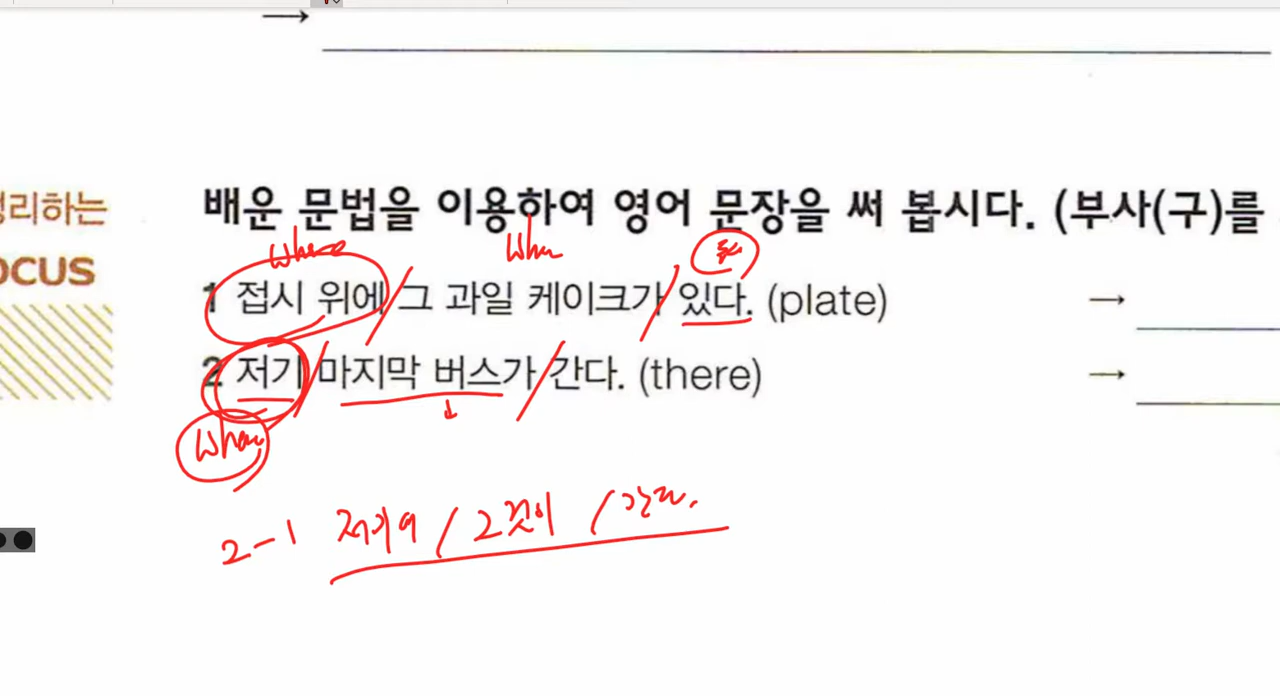 →
리하는
배운 문법을 이용하여 영어 문장을 써 봅시다. (부사(구)를
OCUS
where
1 접시 위에 / 그 과일 케이크가 / 있다. (plate) →
2 저기 / 마지막 버스가 / 간다. (there) →
2-1 저기에 / 그것이 / 간다.